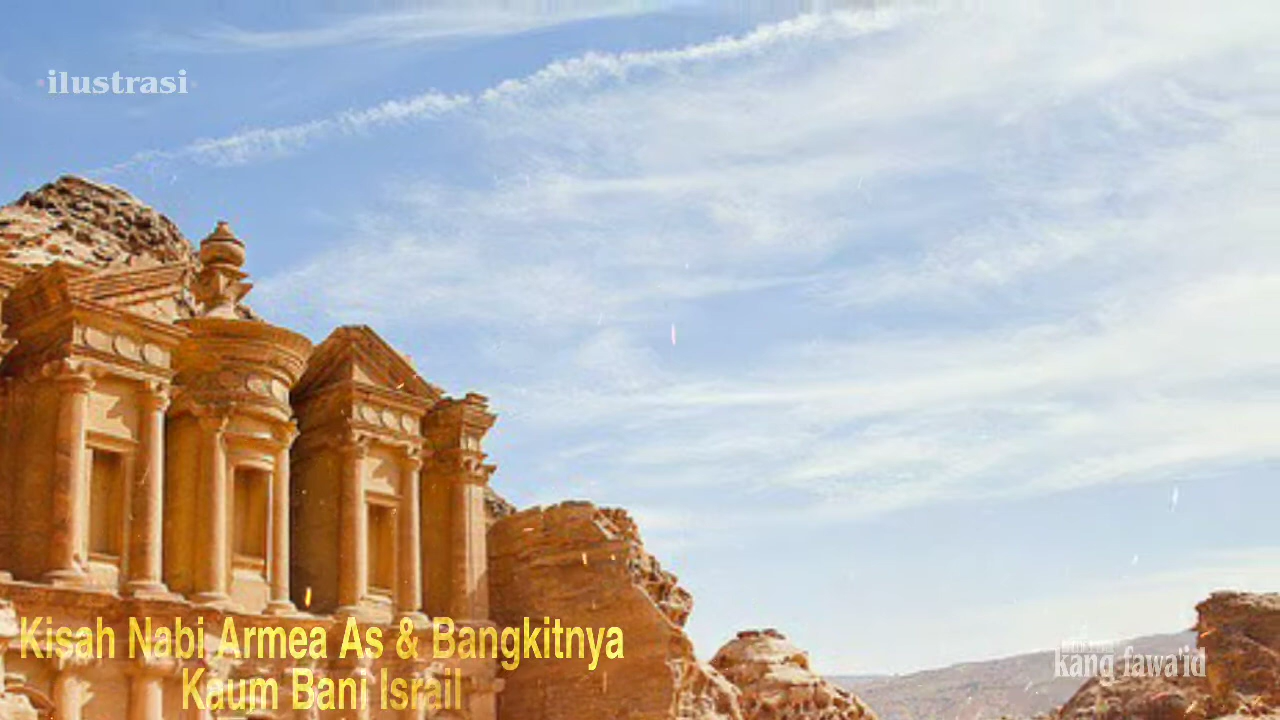 ilustrasi
Kisah Nabi Armea As & Bangkitnya
Kaum Bani Israil
kang fawa'id